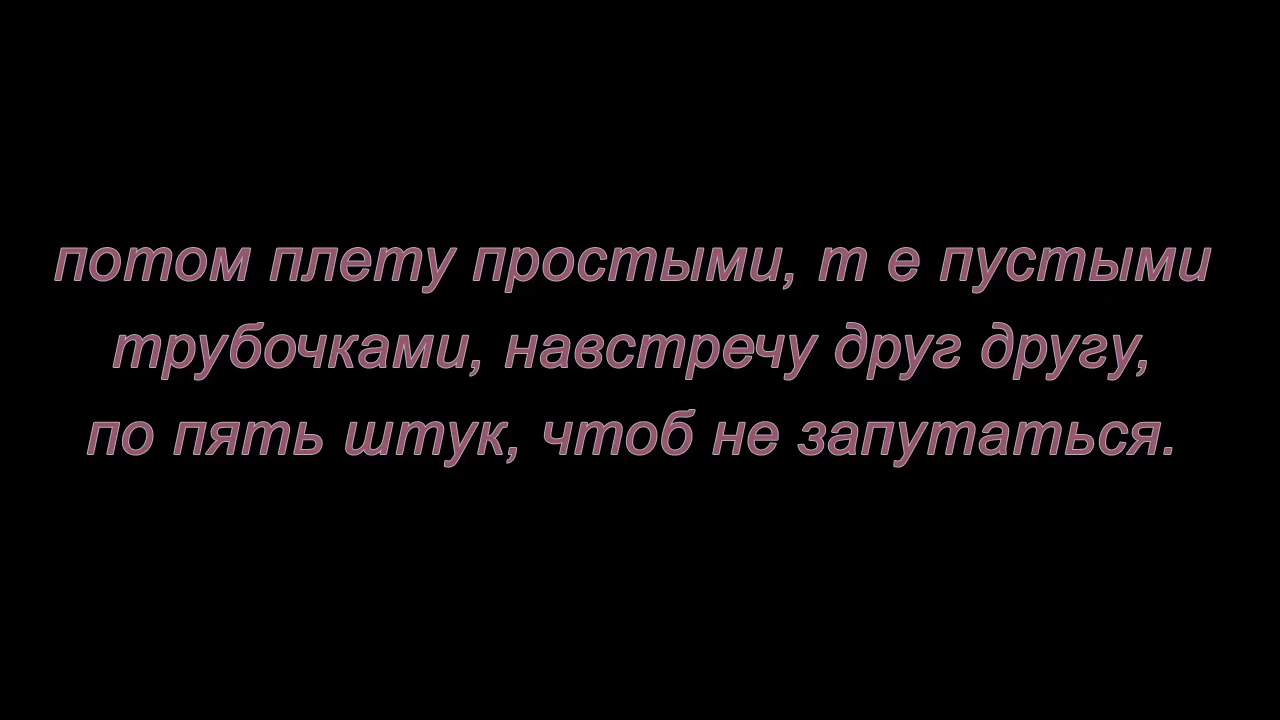 потом плету простыми, т е пустыми
трубочками, навстречу друг другу,
по пять штук, чтоб не запутаться.